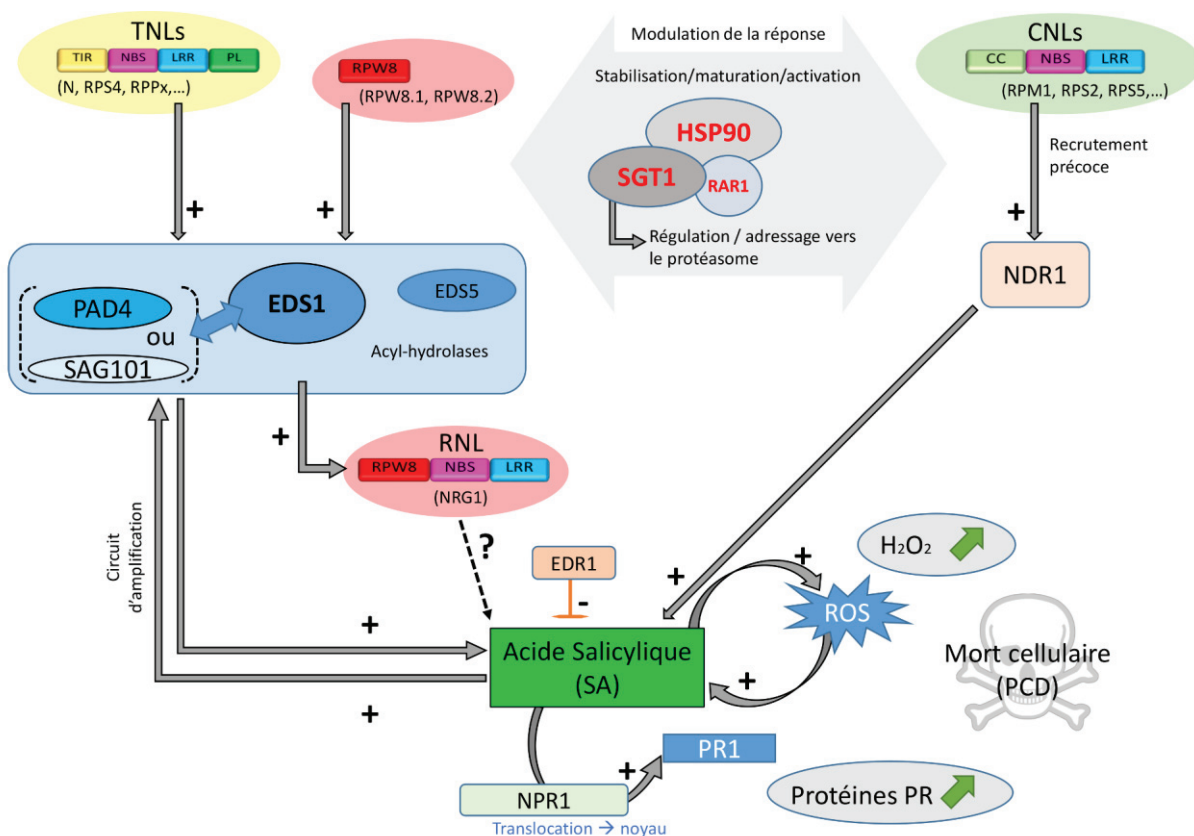 TNLs
TIR NBS LRR PL
(N, RPS4, RPPx,...)
RPW8
(RPW8.1, RPW8.2)
Modulation de la réponse
Stabilisation/maturation/activation
HSP90
SGT1
RAR1
Régulation / adressage vers
le protéasome
CNLs
CC NBS LRR
(RPM1, RPS2, RPS5,...)
Recrutement
précoce
+
+
+
NDR1
PAD4
ou
SAG101
EDS1
EDS5
Acyl-hydrolases
+
RNL
RPW8 NBS LRR
(NRG1)
?
Circuit
d'amplification
EDR1
-
+
+
H₂O₂
ROS
+
+
+
Acide Salicylique
(SA)
Mort cellulaire
(PCD)
PR1
+
NPR1
Translocation → noyau
Protéines PR